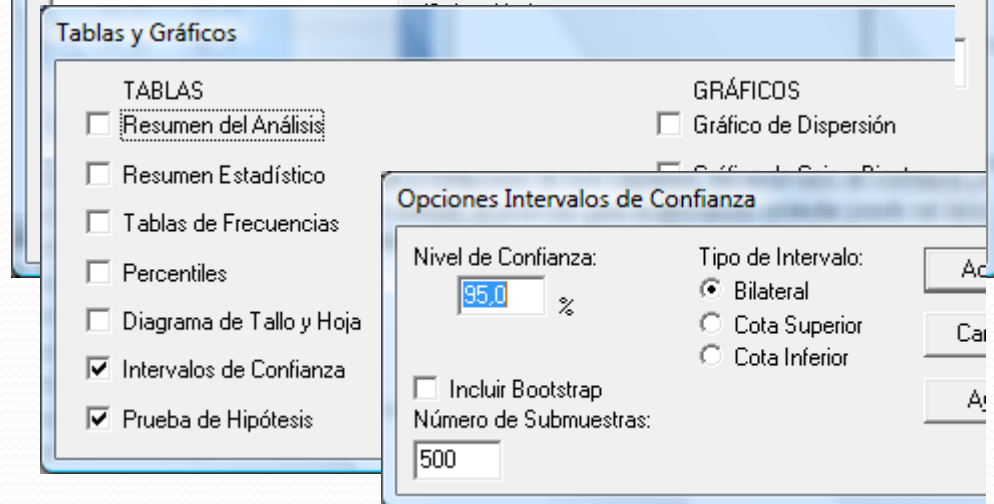 Tablas y Gráficos
TABLAS
Resumen del Análisis
Resumen Estadístico
Tablas de Frecuencias
Percentiles
Diagrama de Tallo y Hoja
Intervalos de Confianza
Prueba de Hipótesis
GRÁFICOS
Gráfico de Dispersión
Opciones Intervalos de Confianza
Nivel de Confianza:
95,0 %
Incluir Bootstrap
Número de Submuestras:
500
Tipo de Intervalo:
Bilateral
Cota Superior
Cota Inferior